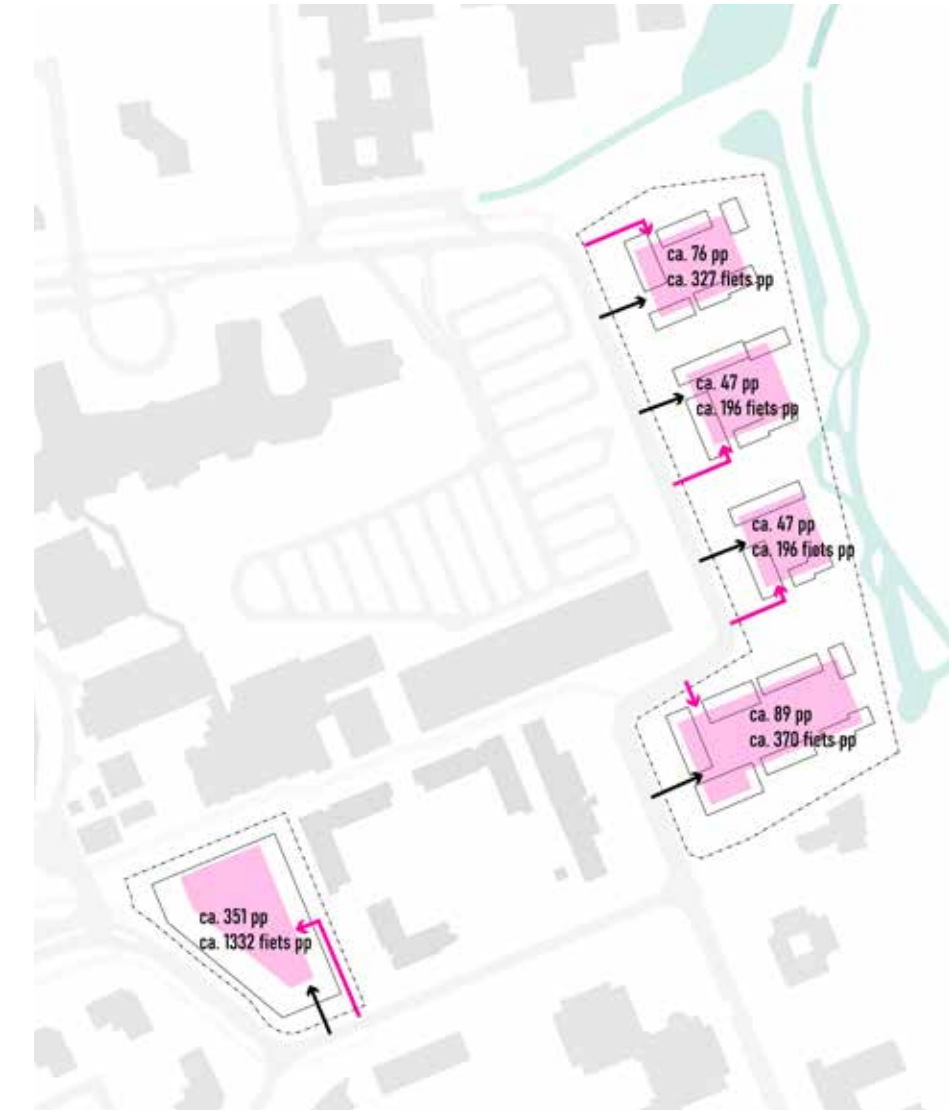 ca. 76 pp
ca. 327 fiets pp
ca. 47 pp
ca. 196 fiets pp
ca. 47 pp
ca. 196 fiets pp
ca. 89 pp
ca. 370 fiets pp
ca. 351 pp
ca. 1332 fiets pp